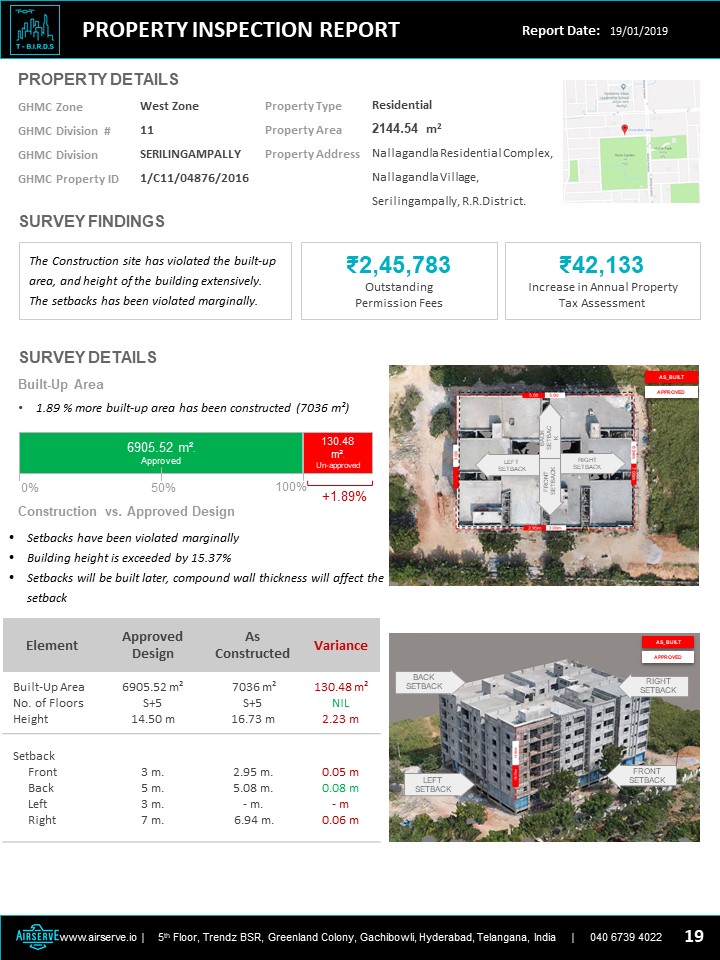 T - B.I.R.D.S
PROPERTY INSPECTION REPORT
Report Date: 19/01/2019
PROPERTY DETAILS
GHMC Zone West Zone
GHMC Division # 11
GHMC Division SERILINGAMPALLY
GHMC Property ID 1/C11/04876/2016
Property Type Residential
Property Area 2144.54 m²
Property Address Nallagandla Residential Complex,
Nallagandla Village,
Serilingampally, R.R.District.
SURVEY FINDINGS
The Construction site has violated the built-up
area, and height of the building extensively.
The setbacks has been violated marginally.
₹2,45,783
Outstanding
Permission Fees
₹42,133
Increase in Annual Property
Tax Assessment
SURVEY DETAILS
Built-Up Area
• 1.89 % more built-up area has been constructed (7036 m²)
6905.52 m².
Approved
130.48
m²
Un-approved
0% 50% 100%
+1.89%
Construction vs. Approved Design
• Setbacks have been violated marginally
• Building height is exceeded by 15.37%
• Setbacks will be built later, compound wall thickness will affect the
setback
Element Approved Design As Constructed Variance
Built-Up Area 6905.52 m² 7036 m² 130.48 m²
No. of Floors S+5 S+5 NIL
Height 14.50 m 16.73 m 2.23 m
Setback
Front 3 m. 2.95 m. 0.05 m
Back 5 m. 5.08 m. 0.08 m
Left 3 m. - m. - m
Right 7 m. 6.94 m. 0.06 m
AS_BUILT
APPROVED
BACK
SETBAC
K
LEFT
SETBACK
RIGHT
SETBACK
FRONT
SETBACK
AS_BUILT
APPROVED
BACK
SETBACK
RIGHT
SETBACK
LEFT
SETBACK
FRONT
SETBACK
AIRSERVE www.airserve.io | 5th Floor, Trendz BSR, Greenland Colony, Gachibowli, Hyderabad, Telangana, India | 040 6739 4022 19